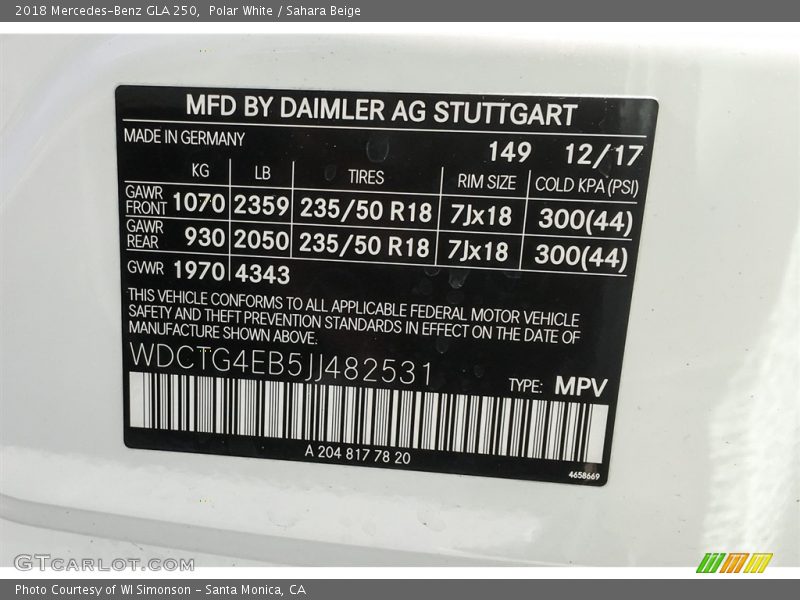 2018 Mercedes-Benz GLA 250,  Polar White / Sahara Beige
MFD BY DAIMLER AG STUTTGART
MADE IN GERMANY 149 12/17
KG LB TIRES RIM SIZE COLD KPA (PSI)
GAWR FRONT 1070 2359 235/50 R18 7Jx18 300(44)
GAWR REAR 930 2050 235/50 R18 7Jx18 300(44)
GVWR 1970 4343
THIS VEHICLE CONFORMS TO ALL APPLICABLE FEDERAL MOTOR VEHICLE
SAFETY AND THEFT PREVENTION STANDARDS IN EFFECT ON THE DATE OF
MANUFACTURE SHOWN ABOVE:
WDCTG4EB5JJ482531 TYPE: MPV
A 204 817 78 20
4658669
GTCARLOT.COM
Photo Courtesy of WI Simonson - Santa Monica, CA